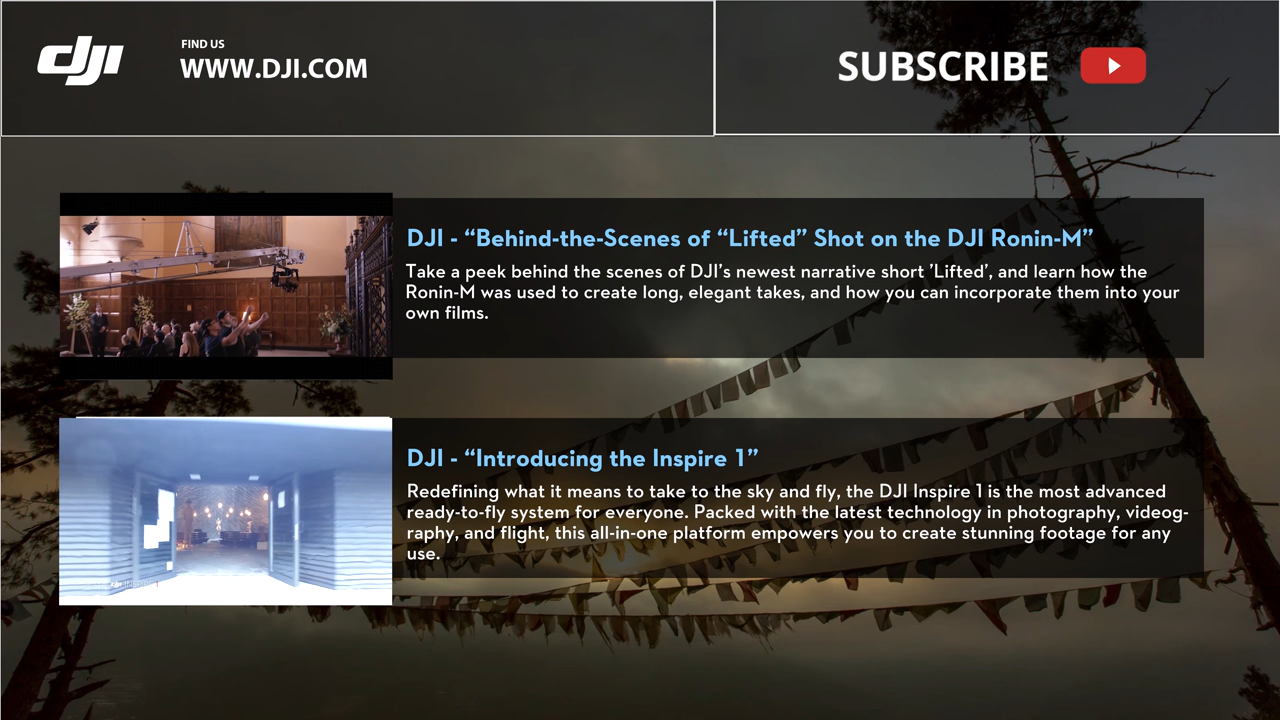 dji
FIND US
WWW.DJI.COM
SUBSCRIBE
DJI - “Behind-the-Scenes of “Lifted” Shot on the DJI Ronin-M”
Take a peek behind the scenes of DJI’s newest narrative short ’Lifted’, and learn how the
Ronin-M was used to create long, elegant takes, and how you can incorporate them into your
own films.
DJI - “Introducing the Inspire 1”
Redefining what it means to take to the sky and fly, the DJI Inspire 1 is the most advanced
ready-to-fly system for everyone. Packed with the latest technology in photography, videog-
raphy, and flight, this all-in-one platform empowers you to create stunning footage for any
use.